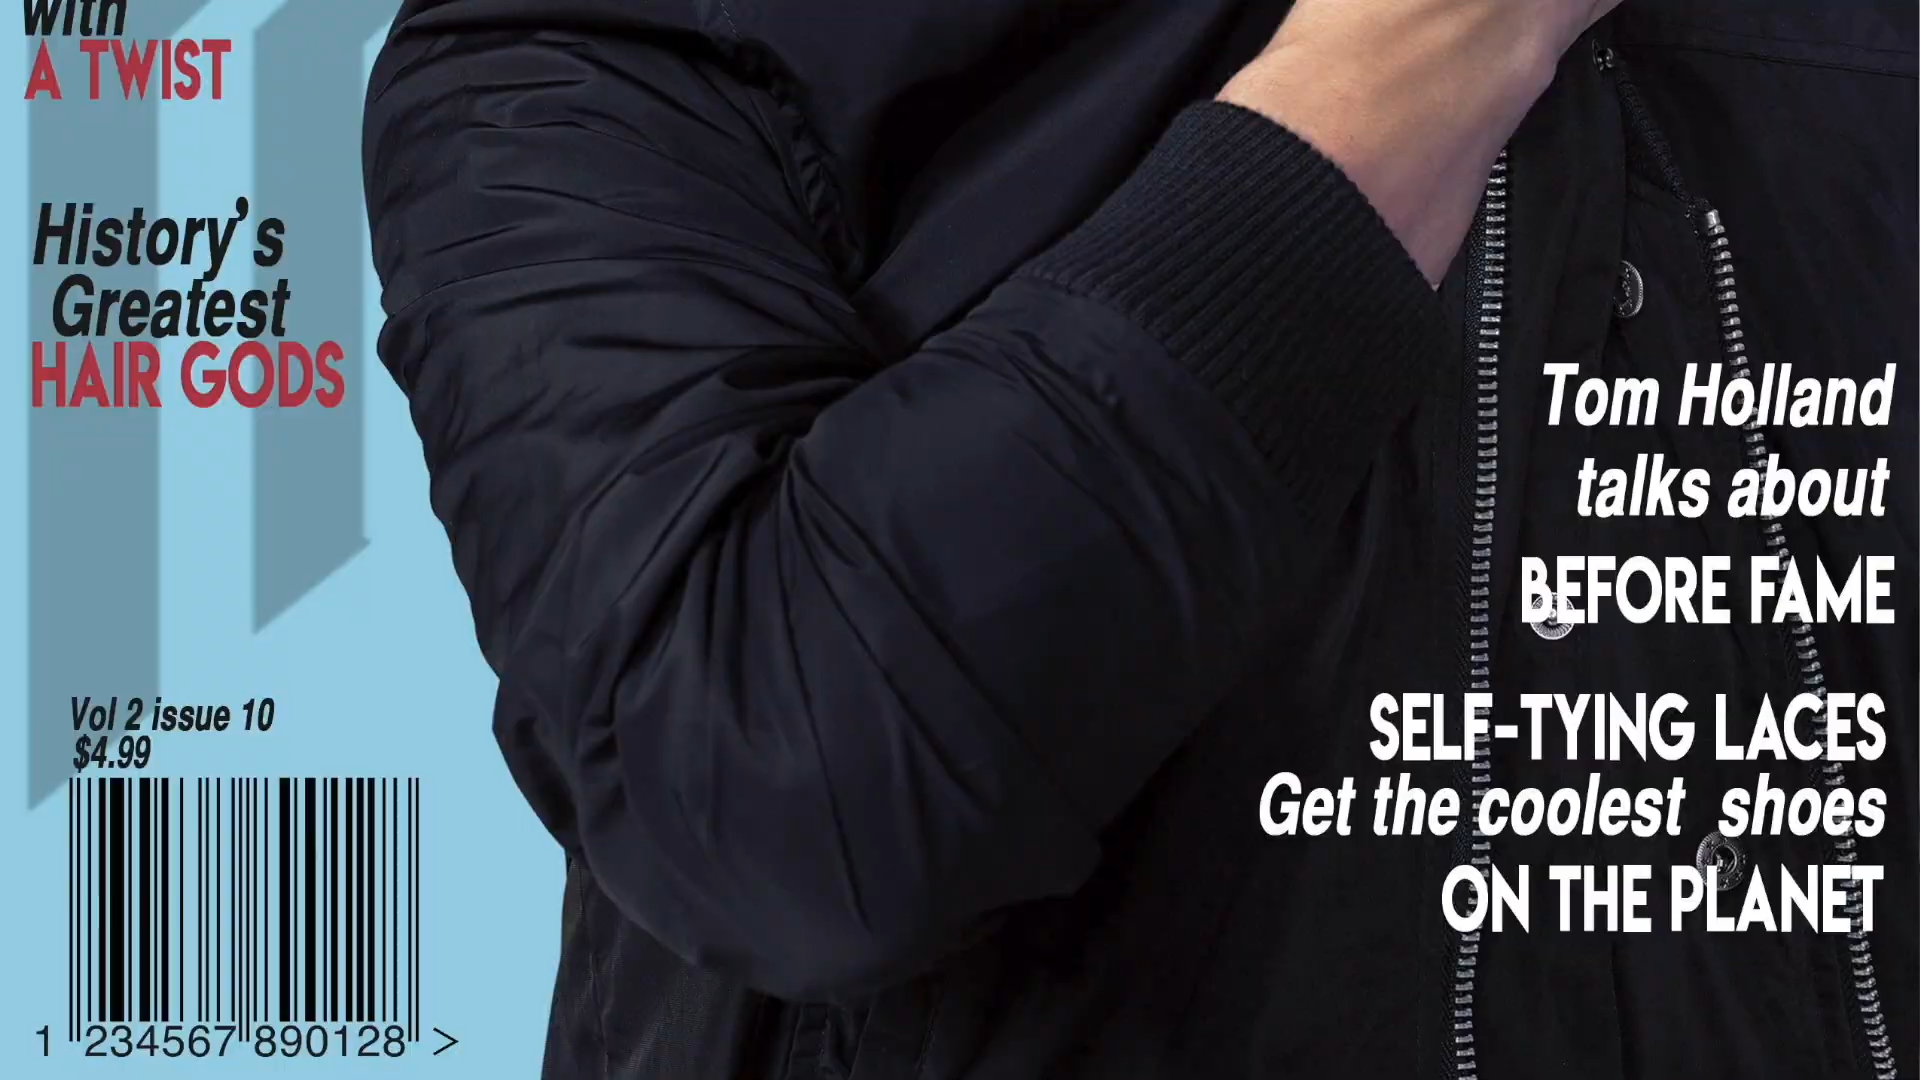 with
A TWIST
History's
Greatest
HAIR GODS
Tom Holland
talks about
BEFORE FAME
SELF-TYING LACES
Get the coolest shoes
ON THE PLANET
Vol 2 issue 10
$4.99
1 234567 890128 >